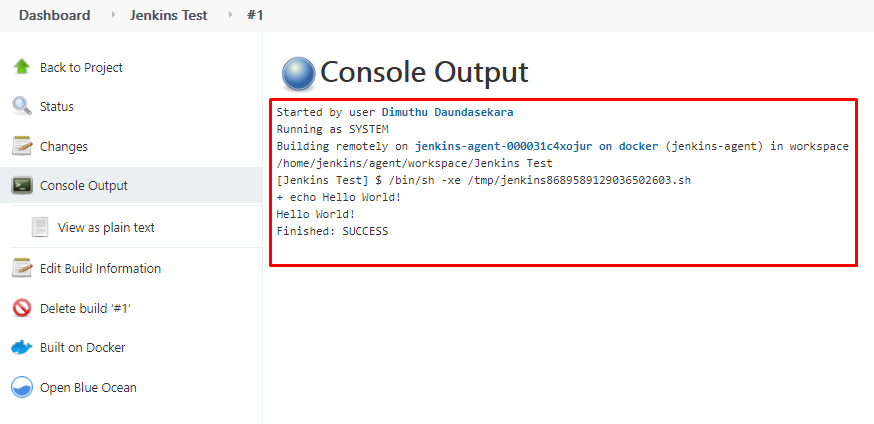 Dashboard
Jenkins Test
#1
Back to Project
Status
Changes
Console Output
View as plain text
Edit Build Information
Delete build ‘#1’
Built on Docker
Open Blue Ocean
Console Output
Started by user Dimuthu Daundasekara
Running as SYSTEM
Building remotely on jenkins-agent-000031c4xojur on docker (jenkins-agent) in workspace
/home/jenkins/agent/workspace/Jenkins Test
[Jenkins Test] $ /bin/sh -xe /tmp/jenkins8689589129036502603.sh
+ echo Hello World!
Hello World!
Finished: SUCCESS